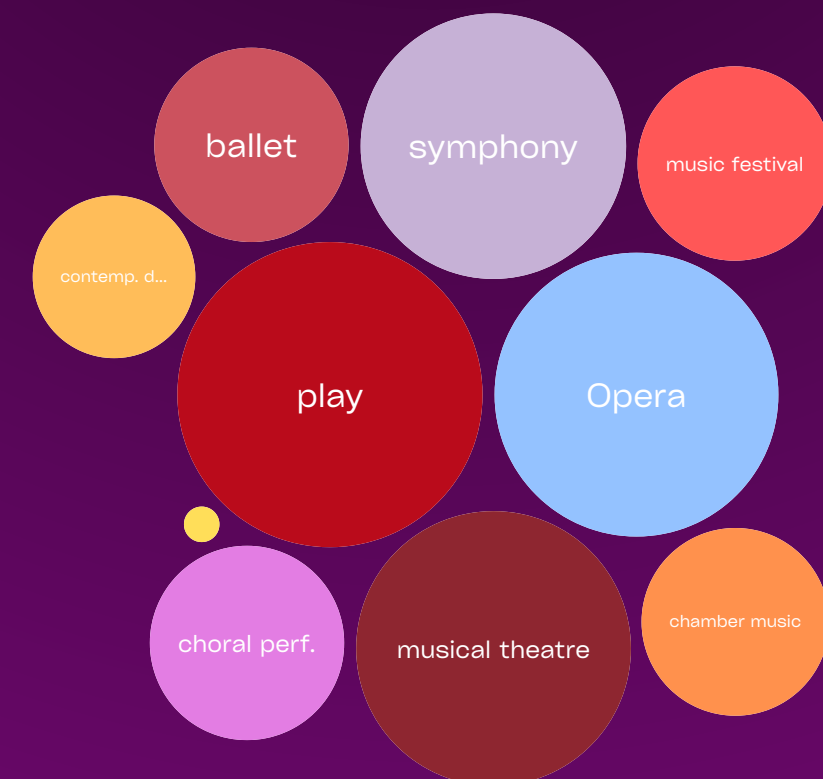 ballet
symphony
music festival
contemp. d...
play
Opera
choral perf.
musical theatre
chamber music